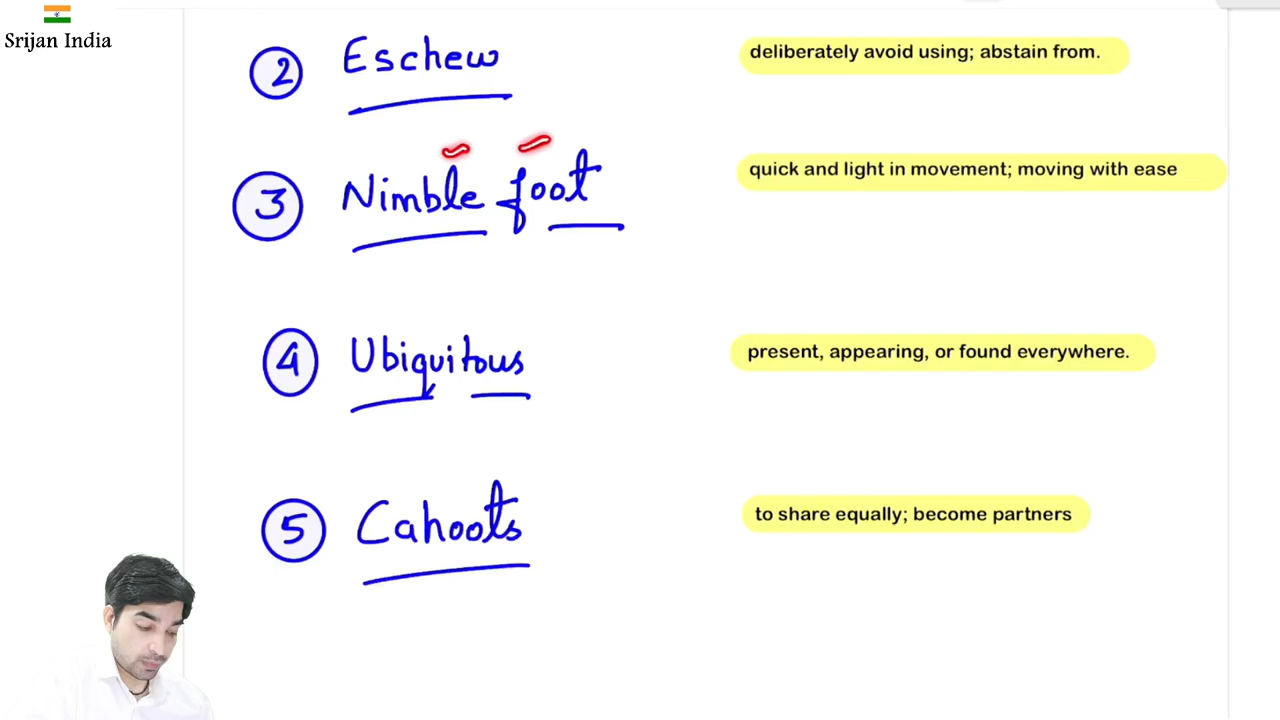 Srijan India
2 Eschew
deliberately avoid using; abstain from.
3 Nimble foot
quick and light in movement; moving with ease
4 Ubiquitous
present, appearing, or found everywhere.
5 Cahoots
to share equally; become partners